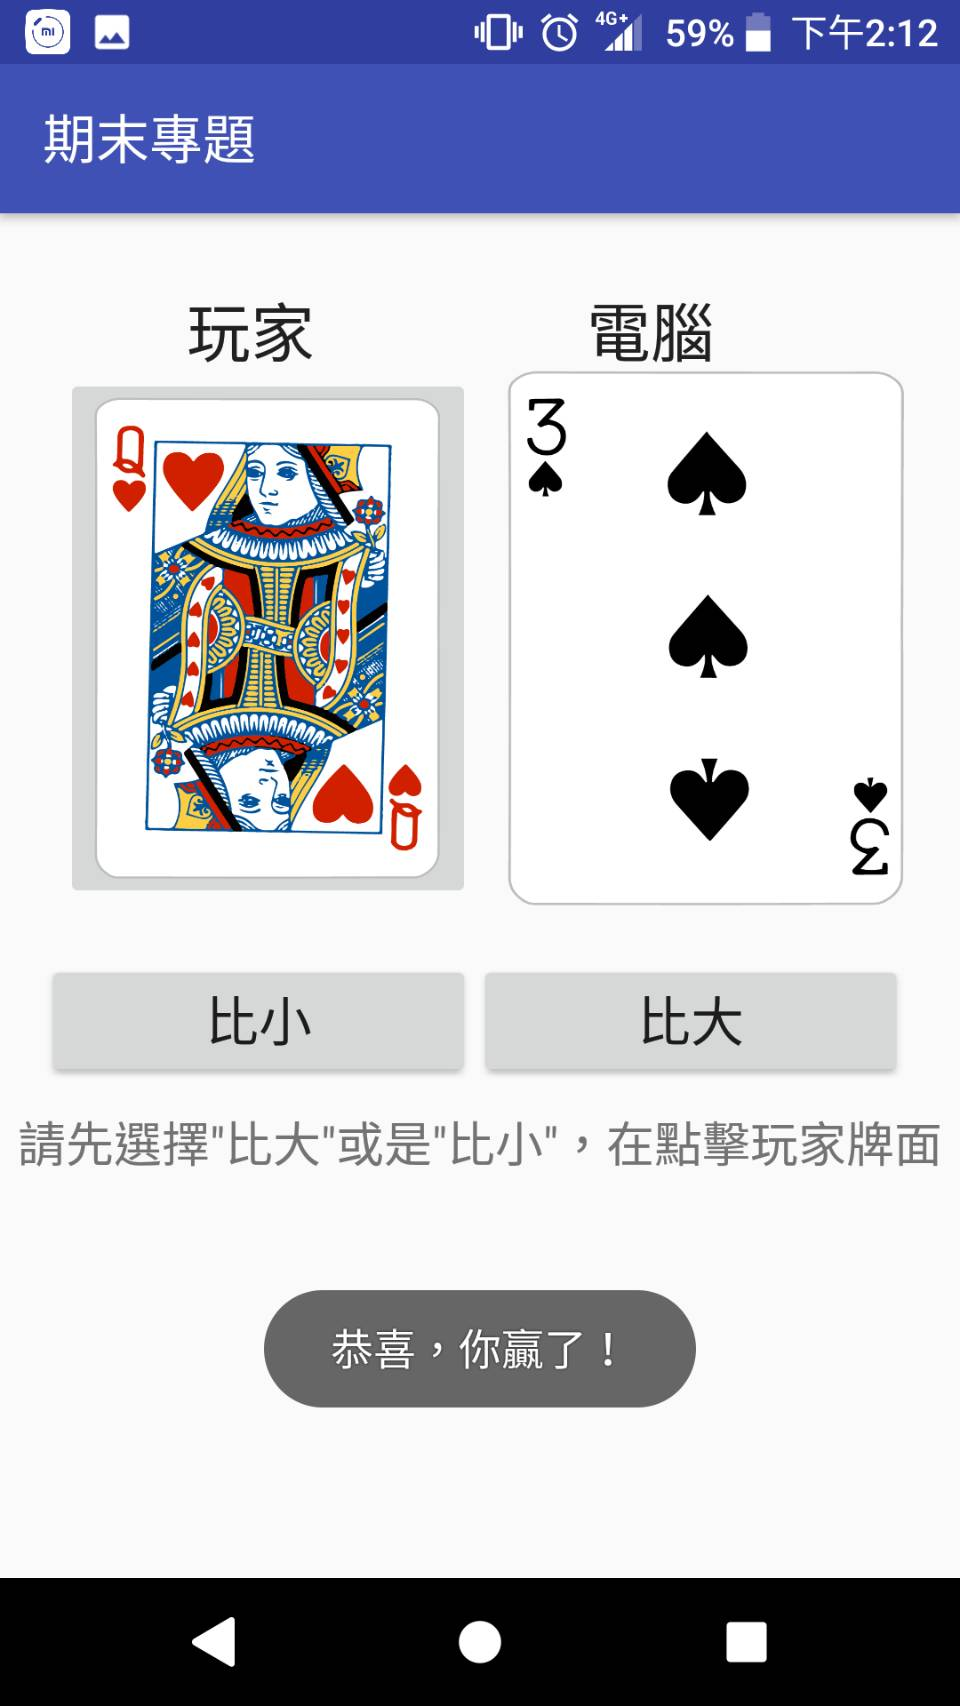 mi 4G+ 59% 下午2:12
期末專題
玩家 電腦
Q 3
Q 3
比小 比大
請先選擇"比大"或是"比小"，在點擊玩家牌面
恭喜，你贏了！